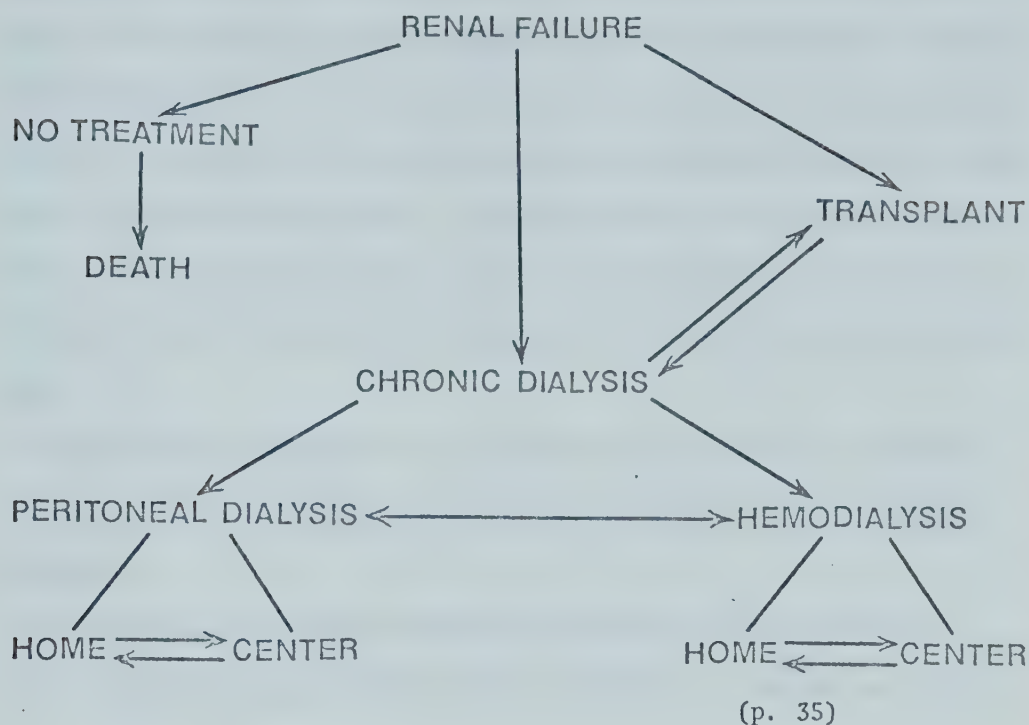 RENAL FAILURE
NO TREATMENT
TRANSPLANT
DEATH
CHRONIC DIALYSIS
PERITONEAL DIALYSIS
HEMODIALYSIS
HOME CENTER
HOME CENTER
(p. 35)